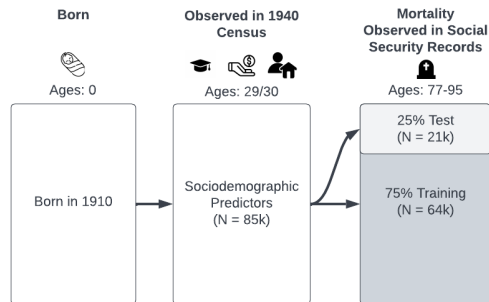 Born
Ages: 0
Born in 1910
Observed in 1940
Census
Ages: 29/30
Sociodemographic
Predictors
(N = 85k)
Mortality
Observed in Social
Security Records
Ages: 77-95
25% Test
(N = 21k)
75% Training
(N = 64k)